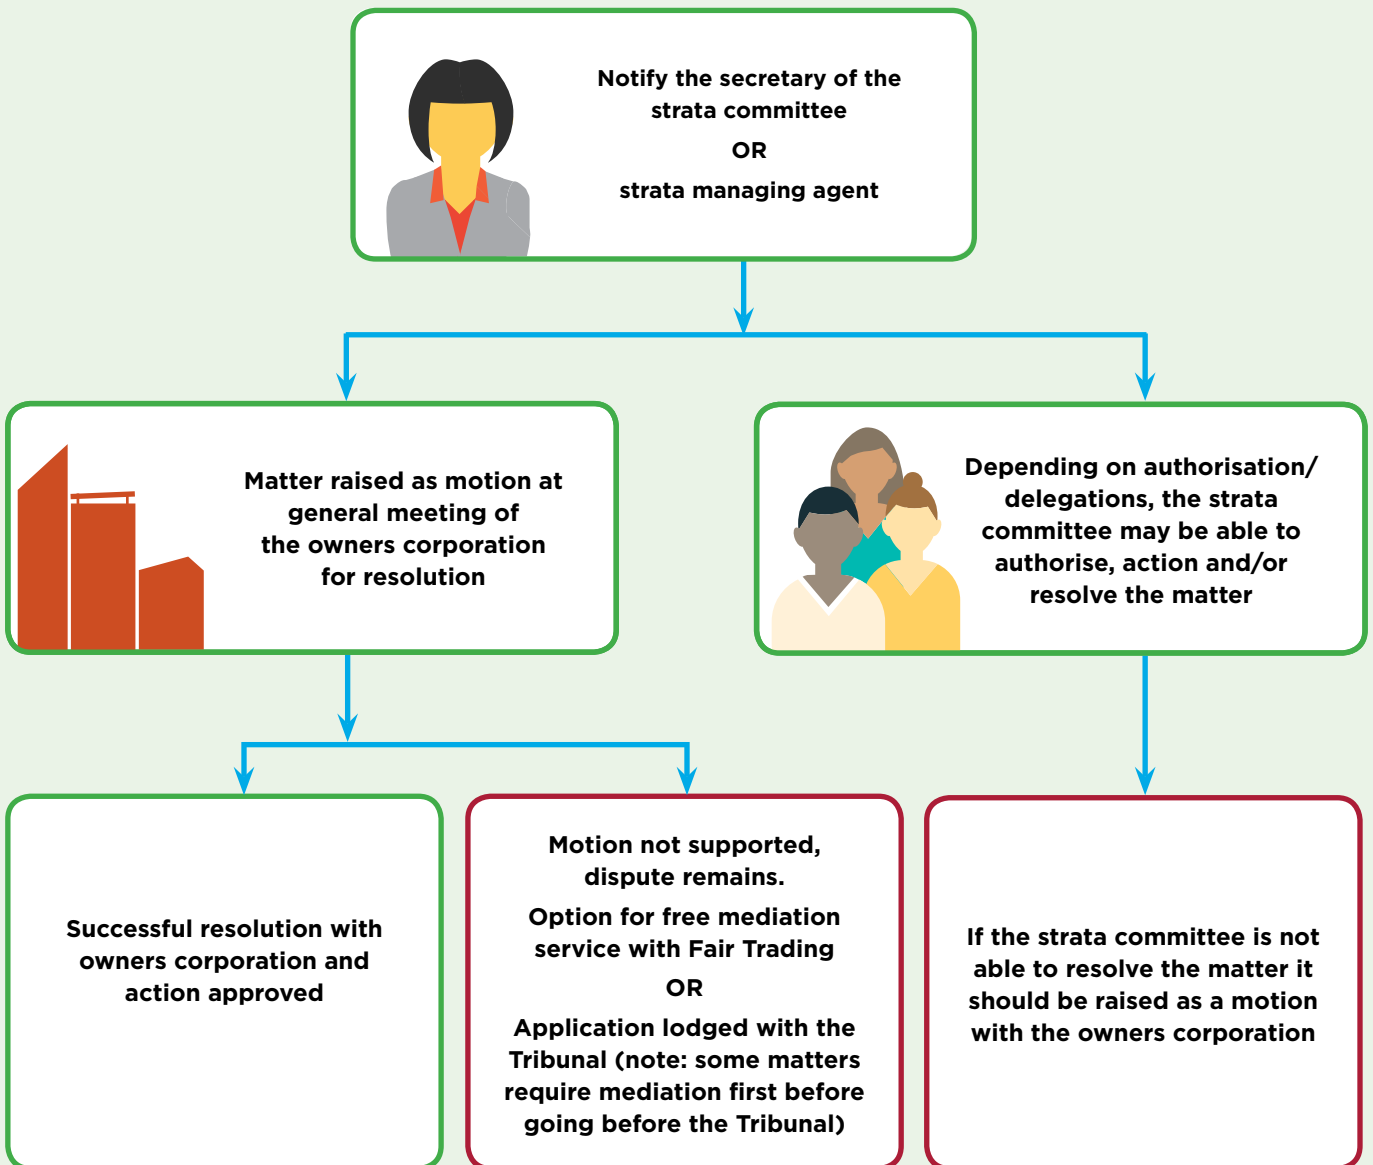 Notify the secretary of the
strata committee
OR
strata managing agent
Matter raised as motion at
general meeting of
the owners corporation
for resolution
Depending on authorisation/
delegations, the strata
committee may be able to
authorise, action and/or
resolve the matter
Successful resolution with
owners corporation and
action approved
Motion not supported,
dispute remains.
Option for free mediation
service with Fair Trading
OR
Application lodged with the
Tribunal (note: some matters
require mediation first before
going before the Tribunal)
If the strata committee is not
able to resolve the matter it
should be raised as a motion
with the owners corporation